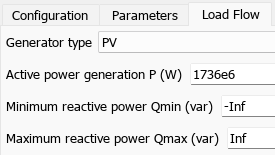 Configuration Parameters Load Flow
Generator type PV
Active power generation P (W) 1736e6
Minimum reactive power Qmin (var) -Inf
Maximum reactive power Qmax (var) Inf